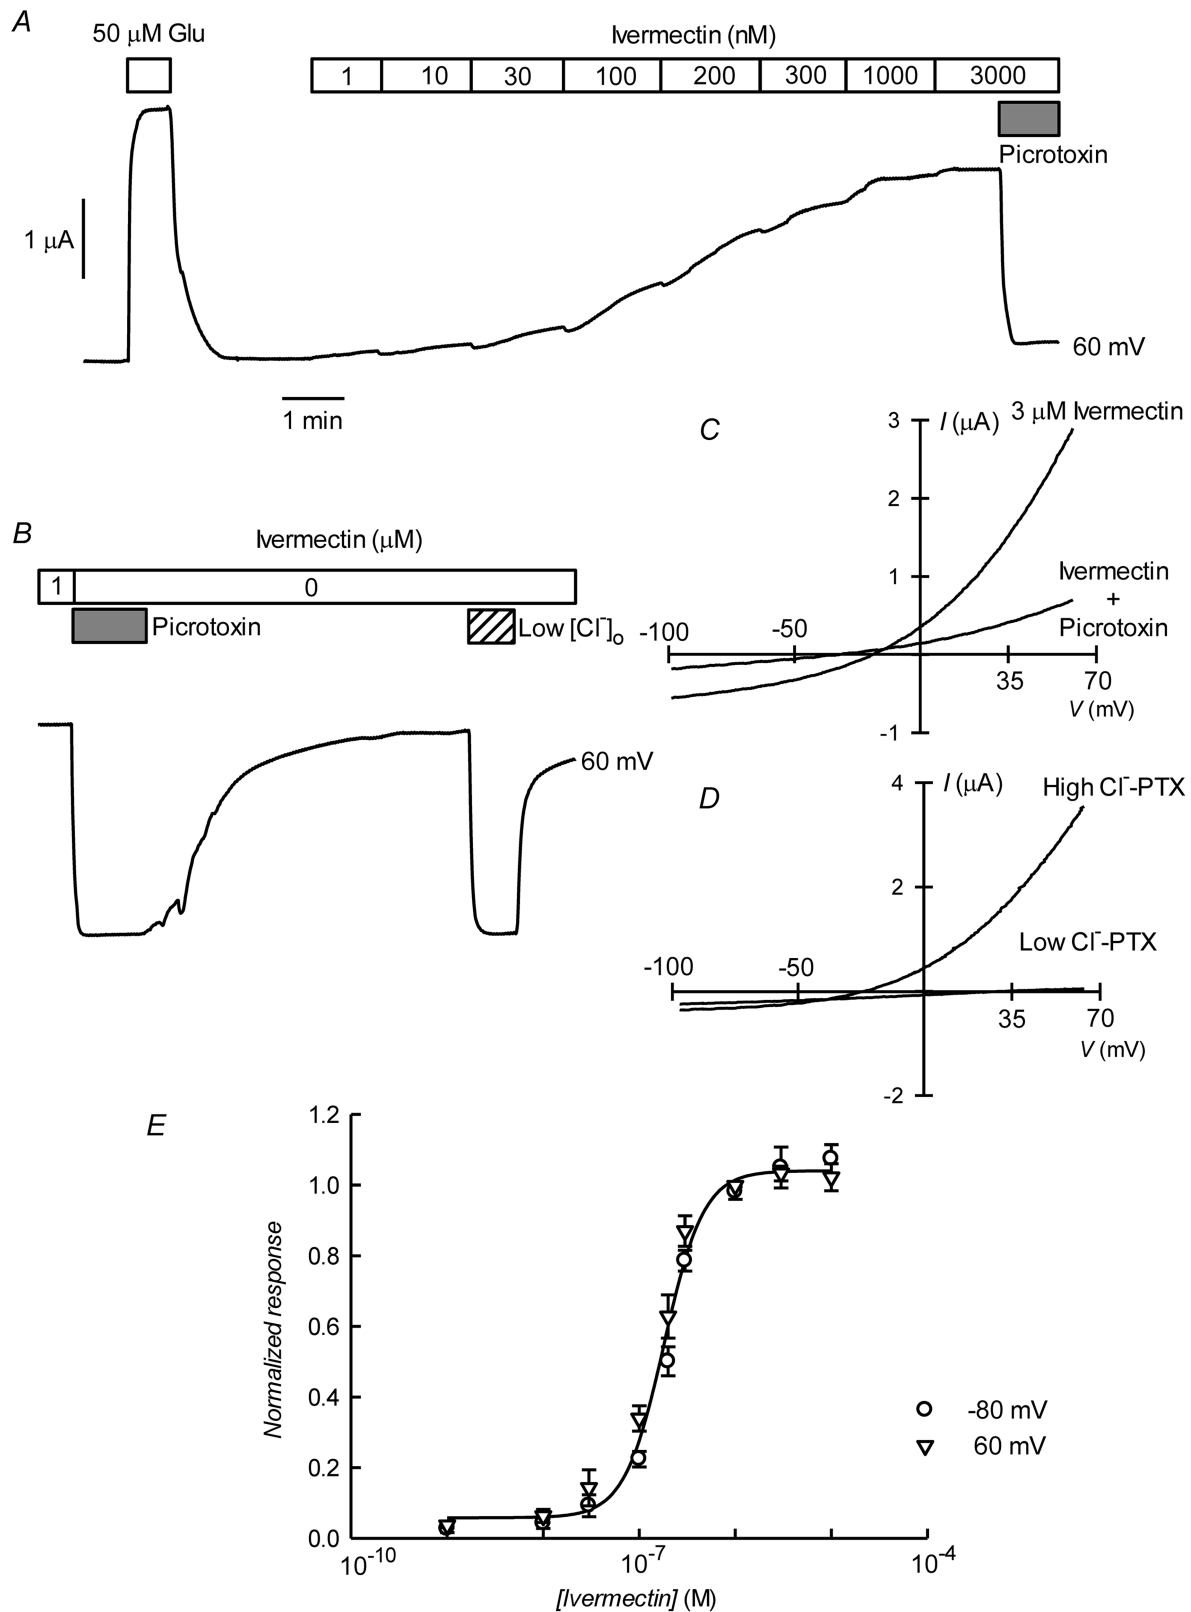 A
50 μM Glu
Ivermectin (nM)
1 10 30 100 200 300 1000 3000
Picrotoxin
1 μA
60 mV
1 min
C
3 I (μA) 3 μM Ivermectin
2
1
Ivermectin
+
Picrotoxin
-100 -50
35 70
V (mV)
-1
B
Ivermectin (μM)
1 0
Picrotoxin
Low [Cl⁻]ₒ
60 mV
D
4 I (μA) High Cl⁻-PTX
2
Low Cl⁻-PTX
-100 -50
35 70
V (mV)
-2
E
1.2
1.0
0.8
0.6
0.4
0.2
0.0
Normalized response
-80 mV
60 mV
10⁻¹⁰ 10⁻⁷ 10⁻⁴
[Ivermectin] (M)